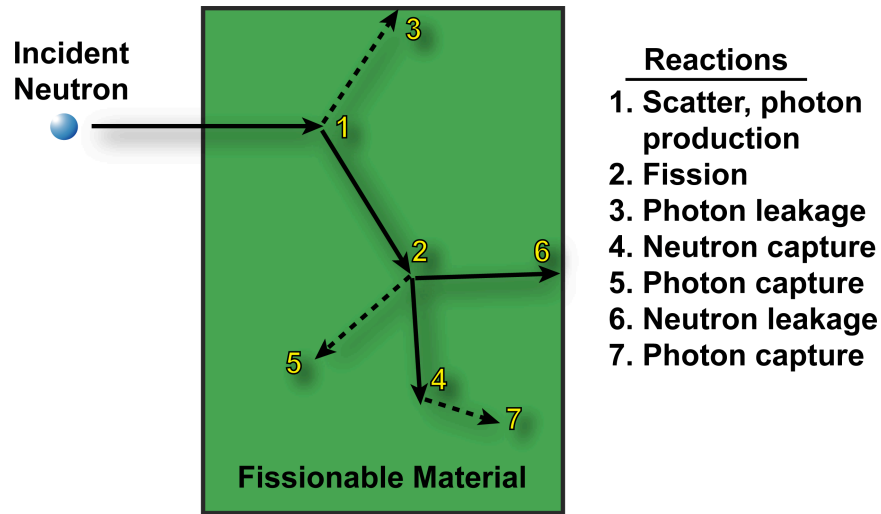 Incident
Neutron
3
1
2
6
5
4
7
Fissionable Material
Reactions
1. Scatter, photon
production
2. Fission
3. Photon leakage
4. Neutron capture
5. Photon capture
6. Neutron leakage
7. Photon capture